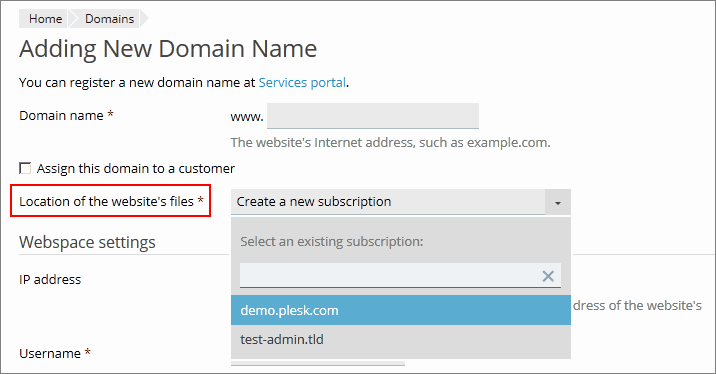 Home Domains
Adding New Domain Name
You can register a new domain name at Services portal.
Domain name *
www.
The website's Internet address, such as example.com.
Assign this domain to a customer
Location of the website's files *
Create a new subscription
Webspace settings
Select an existing subscription:
IP address
demo.plesk.com
dress of the website's
test-admin.tld
Username *